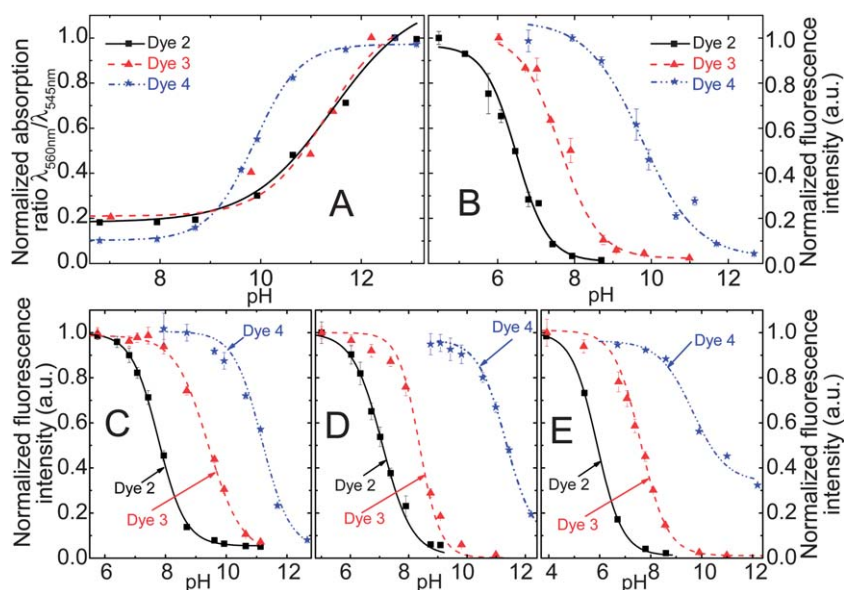 Normalized absorption
ratio λ560nm/λ545nm
1.0
0.8
0.6
0.4
0.2
0.0
Dye 2
Dye 3
Dye 4
A
8 10 12
pH
Dye 2
Dye 3
Dye 4
B
6 8 10 12
pH
1.0
0.8
0.6
0.4
0.2
0.0
Normalized fluorescence
intensity (a.u.)
Normalized fluorescence
intensity (a.u.)
1.0
0.8
0.6
0.4
0.2
0.0
Dye 4
C
Dye 2
Dye 3
6 8 10 12
pH
Dye 4
D
Dye 2
Dye 3
6 8 10 12
pH
Dye 4
E
Dye 2
Dye 3
4 6 8 10 12
pH
1.0
0.8
0.6
0.4
0.2
0.0
Normalized fluorescence
intensity (a.u.)